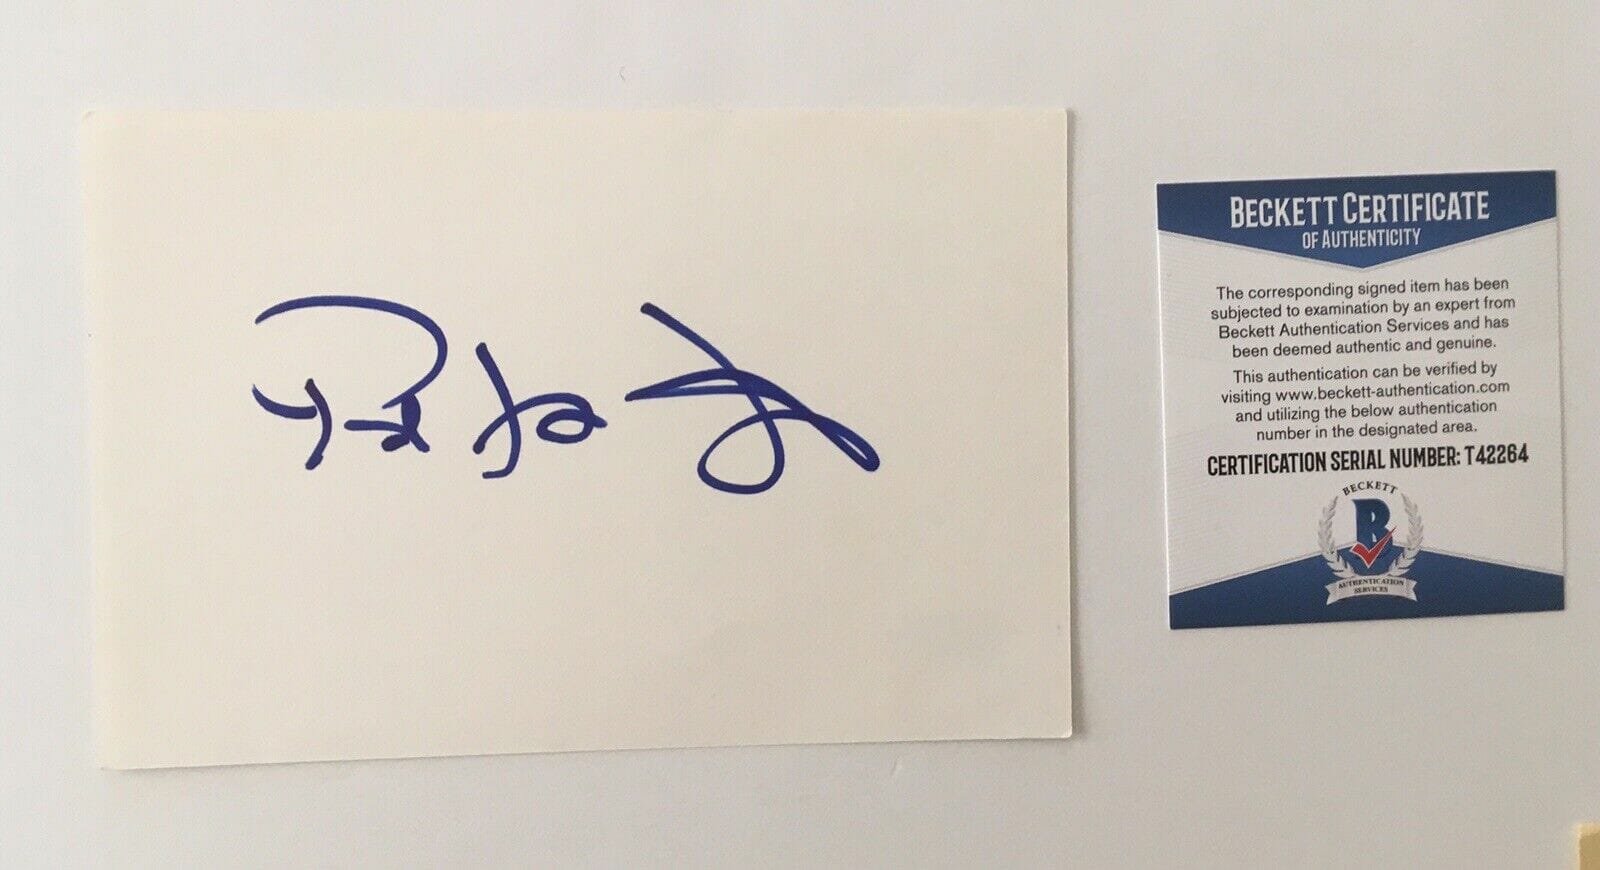 BECKETT CERTIFICATE
OF AUTHENTICITY
The corresponding signed item has been
subjected to examination by an expert from
Beckett Authentication Services and has
been deemed authentic and genuine.
This authentication can be verified by
visiting www.beckett-authentication.com
and utilizing the below authentication
number in the designated area.
CERTIFICATION SERIAL NUMBER: T42264
BECKETT
B
AUTHENTICATION
SERVICES